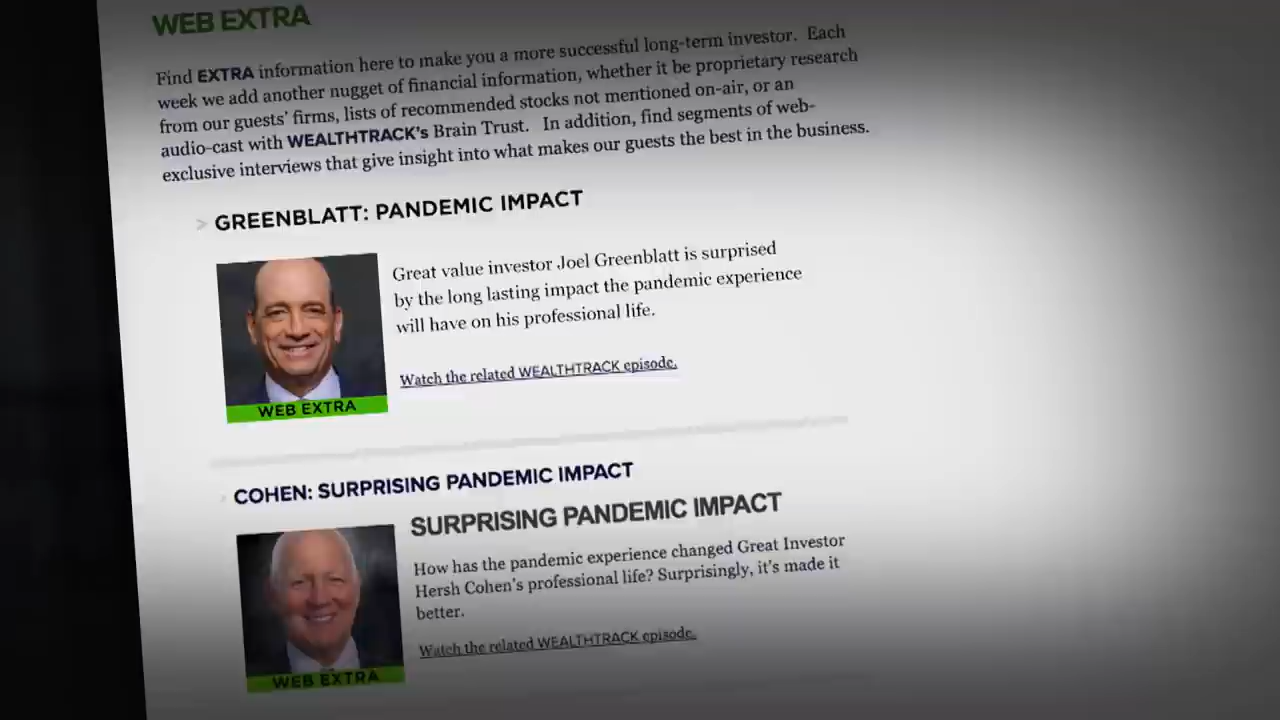 WEB EXTRA
Find EXTRA information here to make you a more successful long-term investor. Each
week we add another nugget of financial information, whether it be proprietary research
from our guests' firms, lists of recommended stocks not mentioned on-air, or an
audio-cast with WEALTHTRACK's Brain Trust. In addition, find segments of web-
exclusive interviews that give insight into what makes our guests the best in the business.
> GREENBLATT: PANDEMIC IMPACT
Great value investor Joel Greenblatt is surprised
by the long lasting impact the pandemic experience
will have on his professional life.
Watch the related WEALTHTRACK episode.
WEB EXTRA
> COHEN: SURPRISING PANDEMIC IMPACT
SURPRISING PANDEMIC IMPACT
How has the pandemic experience changed Great Investor
Hersh Cohen's professional life? Surprisingly, it's made it
better.
Watch the related WEALTHTRACK episode.
WEB EXTRA